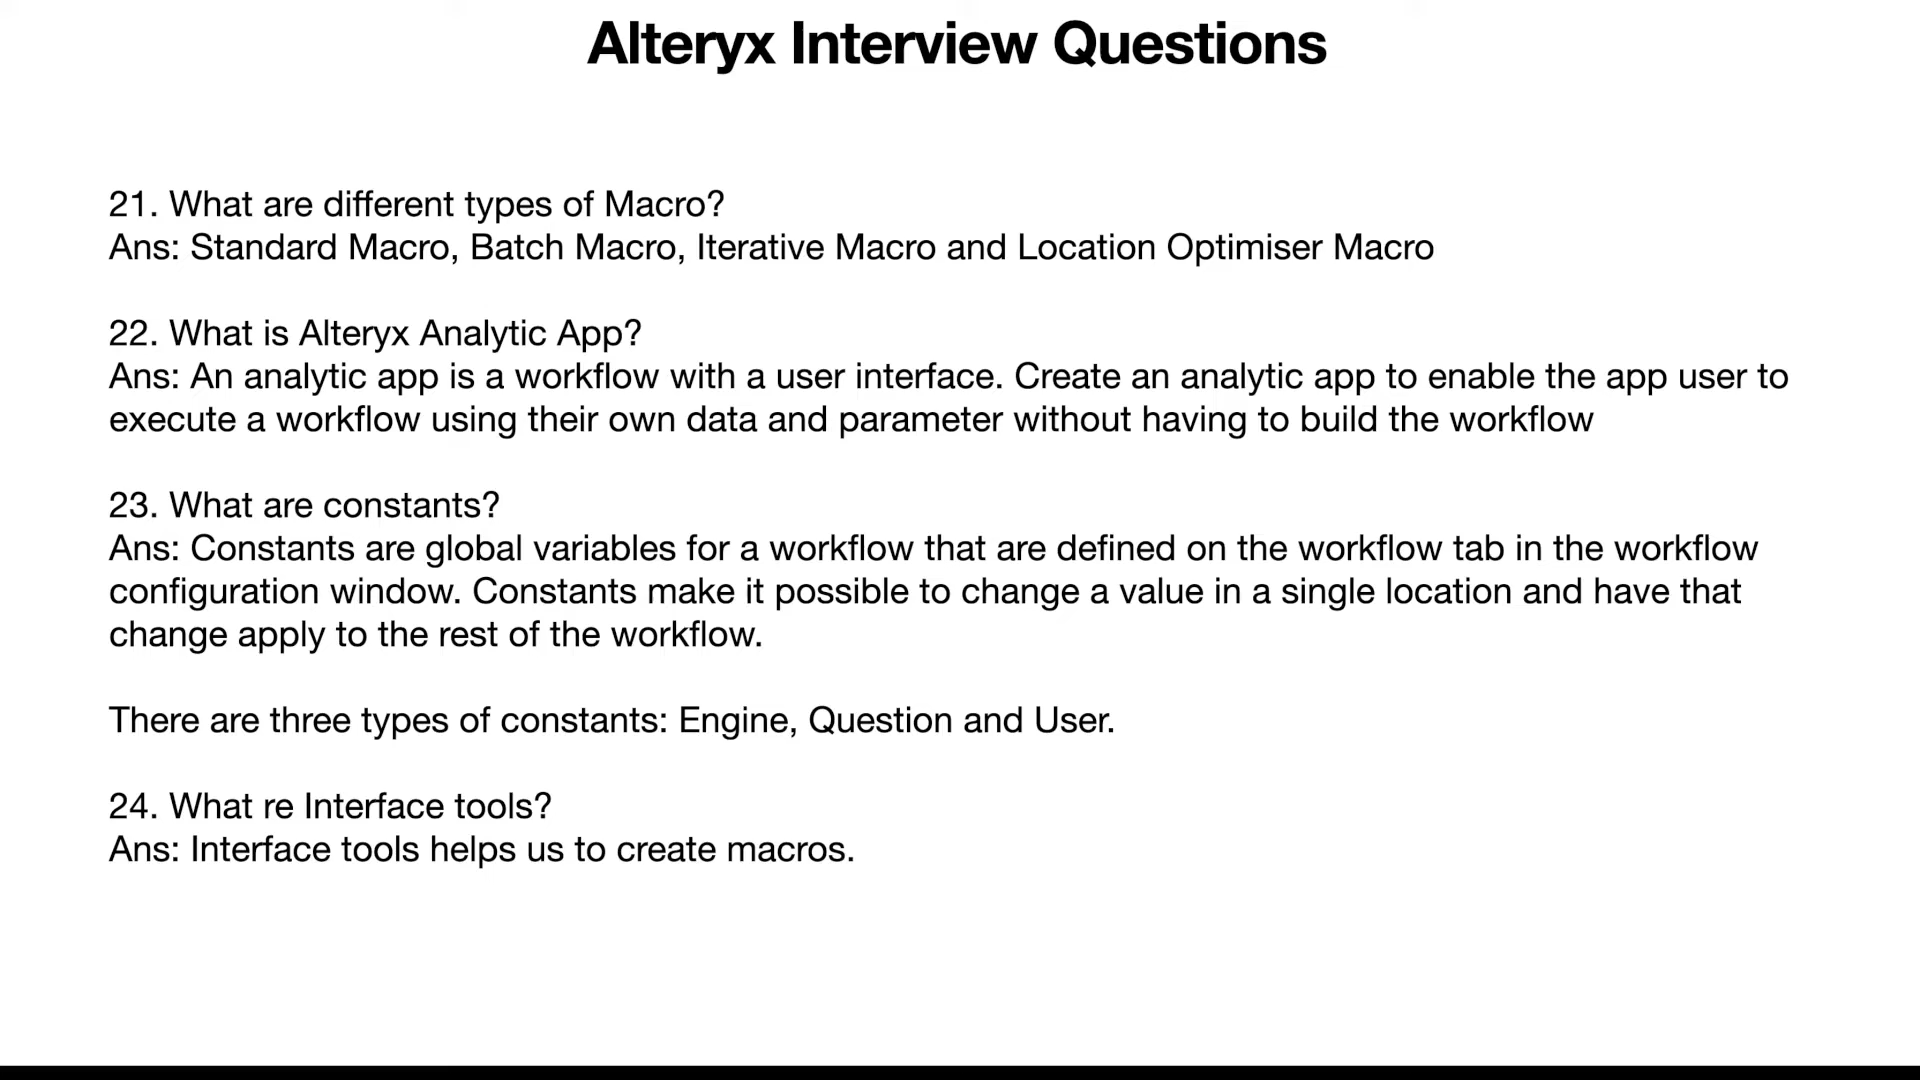 Alteryx Interview Questions
21. What are different types of Macro?
Ans: Standard Macro, Batch Macro, Iterative Macro and Location Optimiser Macro
22. What is Alteryx Analytic App?
Ans: An analytic app is a workflow with a user interface. Create an analytic app to enable the app user to
execute a workflow using their own data and parameter without having to build the workflow
23. What are constants?
Ans: Constants are global variables for a workflow that are defined on the workflow tab in the workflow
configuration window. Constants make it possible to change a value in a single location and have that
change apply to the rest of the workflow.
There are three types of constants: Engine, Question and User.
24. What re Interface tools?
Ans: Interface tools helps us to create macros.